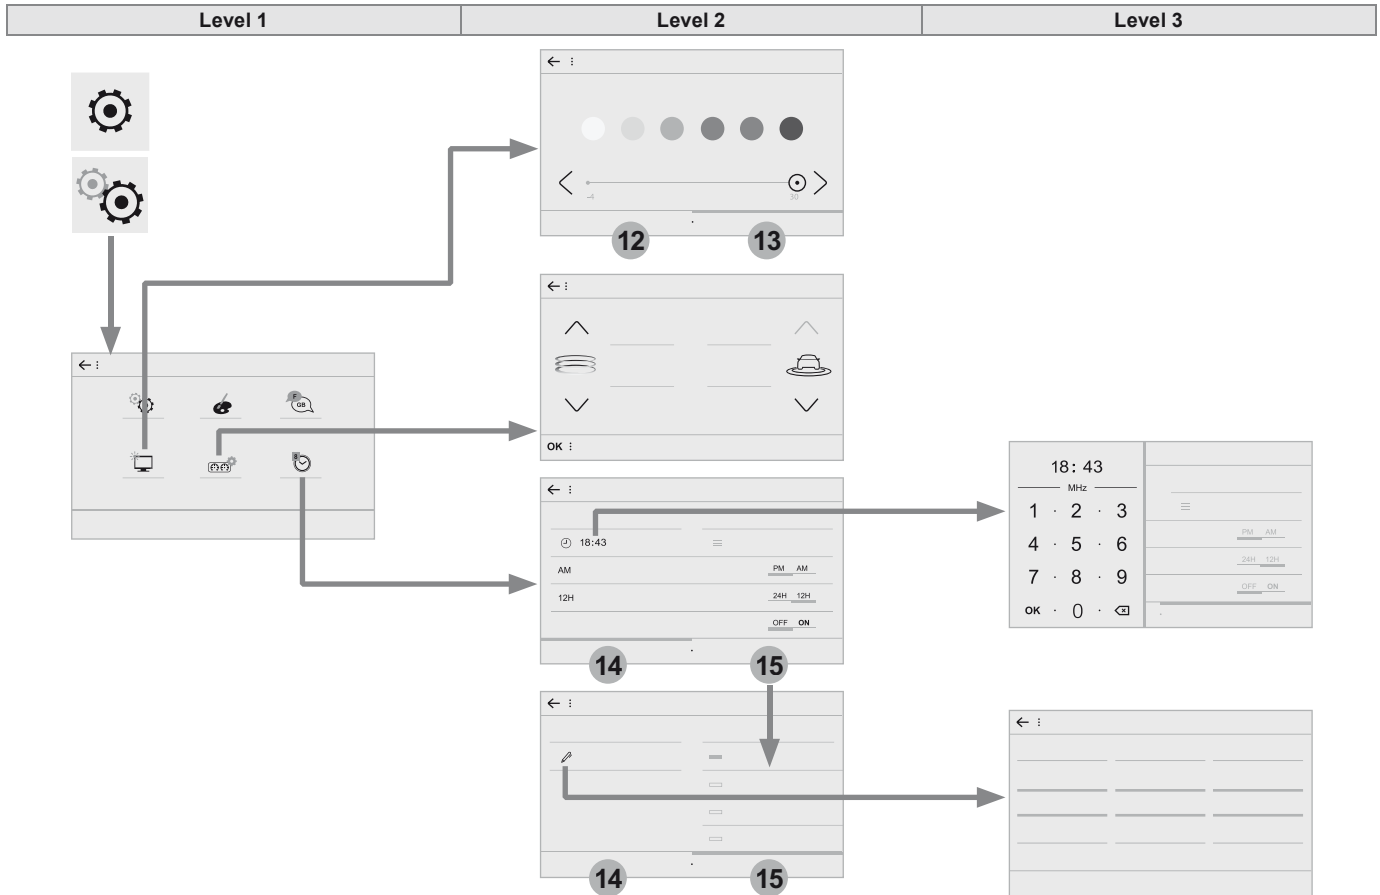 Level 1
Level 2
Level 3
-4
30
12
13
F
GB
8
OK
18:43
AM
PM AM
12H
24H 12H
OFF ON
14
15
18:43
MHz
1 · 2 · 3
4 · 5 · 6
7 · 8 · 9
OK · 0 ·
PM AM
24H 12H
OFF ON
14
15